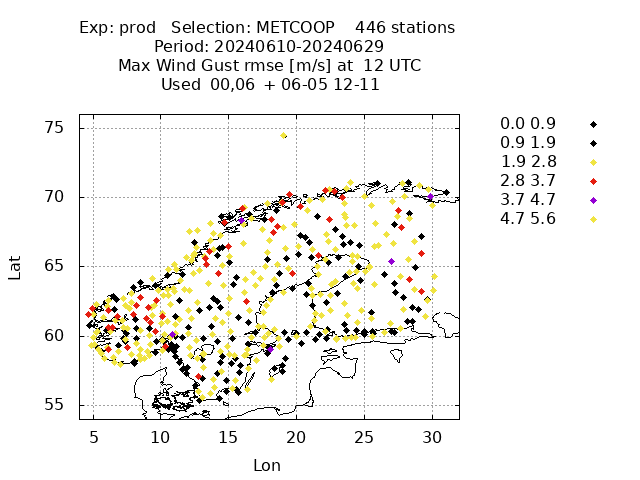 Exp: prod Selection: METCOOP 446 stations
Period: 20240610-20240629
Max Wind Gust rmse [m/s] at 12 UTC
Used 00,06 + 06-05 12-11
0.0 0.9
0.9 1.9
1.9 2.8
2.8 3.7
3.7 4.7
4.7 5.6
75
70
65
60
55
Lat
5 10 15 20 25 30
Lon